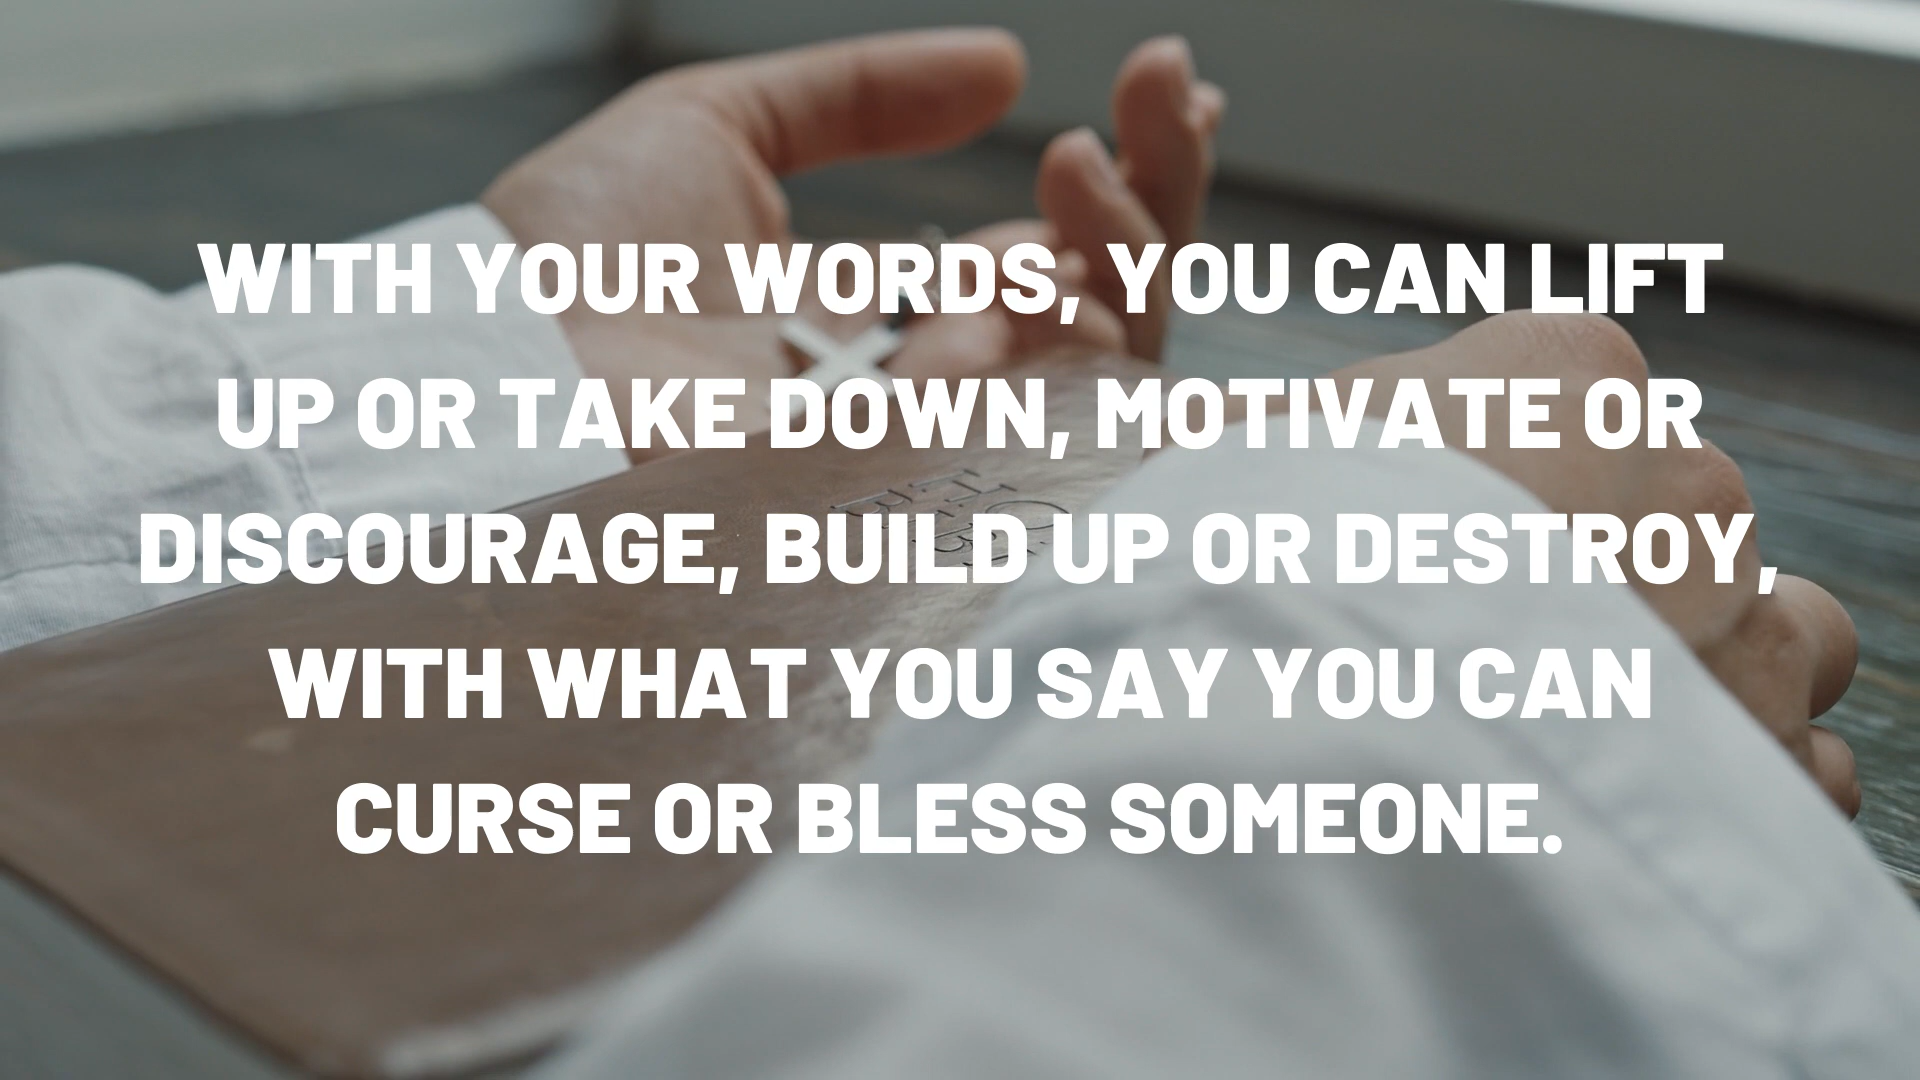 WITH YOUR WORDS, YOU CAN LIFT
UP OR TAKE DOWN, MOTIVATE OR
DISCOURAGE, BUILD UP OR DESTROY,
WITH WHAT YOU SAY YOU CAN
CURSE OR BLESS SOMEONE.